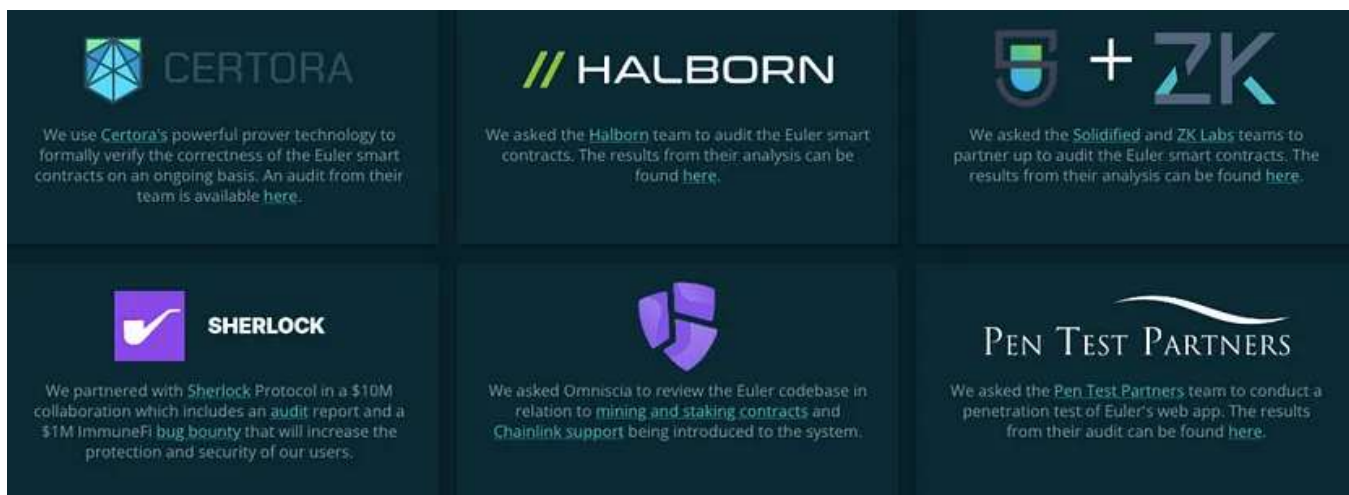 CERTORA
We use Certora's powerful prover technology to
formally verify the correctness of the Euler smart
contracts on an ongoing basis. An audit from their
team is available here.
// HALBORN
We asked the Halborn team to audit the Euler smart
contracts. The results from their analysis can be
found here.
+ ZK
We asked the Solidified and ZK Labs teams to
partner up to audit the Euler smart contracts. The
results from their analysis can be found here.
SHERLOCK
We partnered with Sherlock Protocol in a $10M
collaboration which includes an audit report and a
$1M ImmuneFi bug bounty that will increase the
protection and security of our users.
We asked Omniscia to review the Euler codebase in
relation to mining and staking contracts and
Chainlink support being introduced to the system.
PEN TEST PARTNERS
We asked the Pen Test Partners team to conduct a
penetration test of Euler's web app. The results
from their audit can be found here.